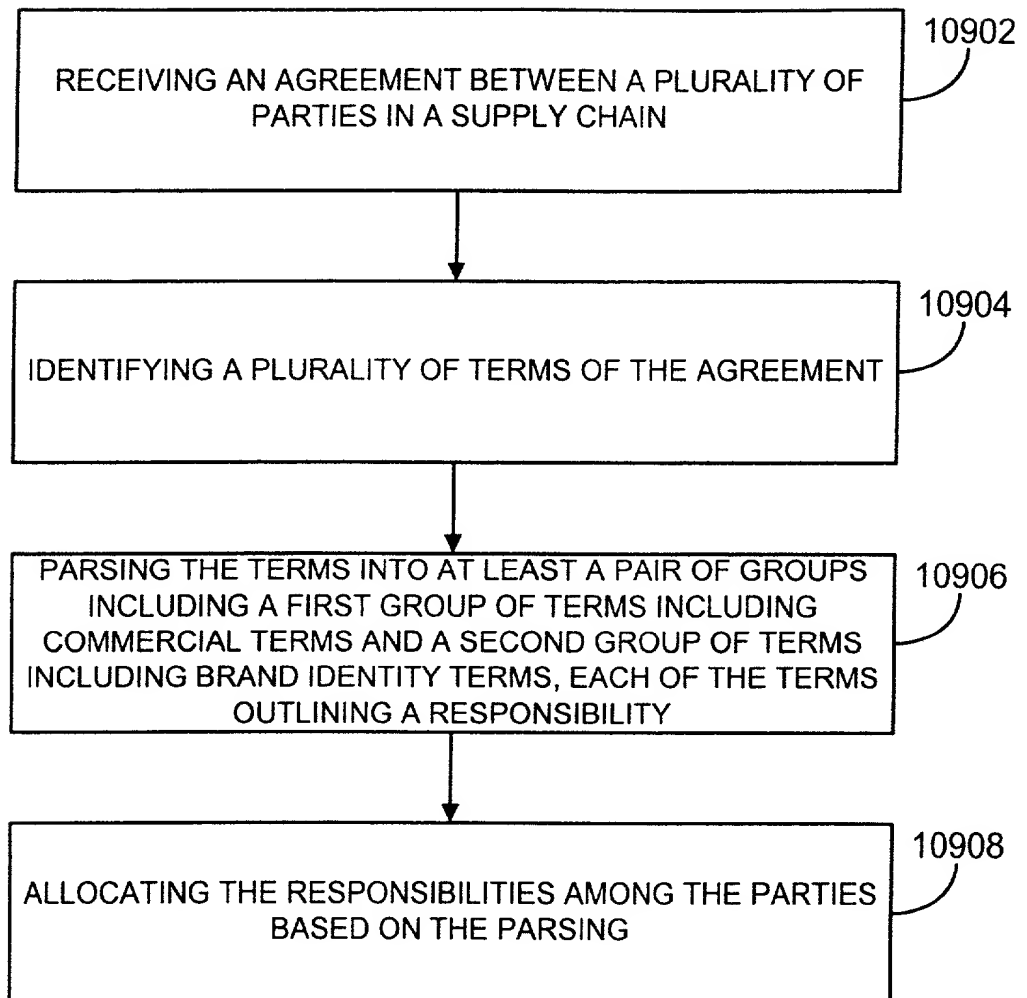 10902
RECEIVING AN AGREEMENT BETWEEN A PLURALITY OF
PARTIES IN A SUPPLY CHAIN
10904
IDENTIFYING A PLURALITY OF TERMS OF THE AGREEMENT
10906
PARSING THE TERMS INTO AT LEAST A PAIR OF GROUPS
INCLUDING A FIRST GROUP OF TERMS INCLUDING
COMMERCIAL TERMS AND A SECOND GROUP OF TERMS
INCLUDING BRAND IDENTITY TERMS, EACH OF THE TERMS
OUTLINING A RESPONSIBILITY
10908
ALLOCATING THE RESPONSIBILITIES AMONG THE PARTIES
BASED ON THE PARSING